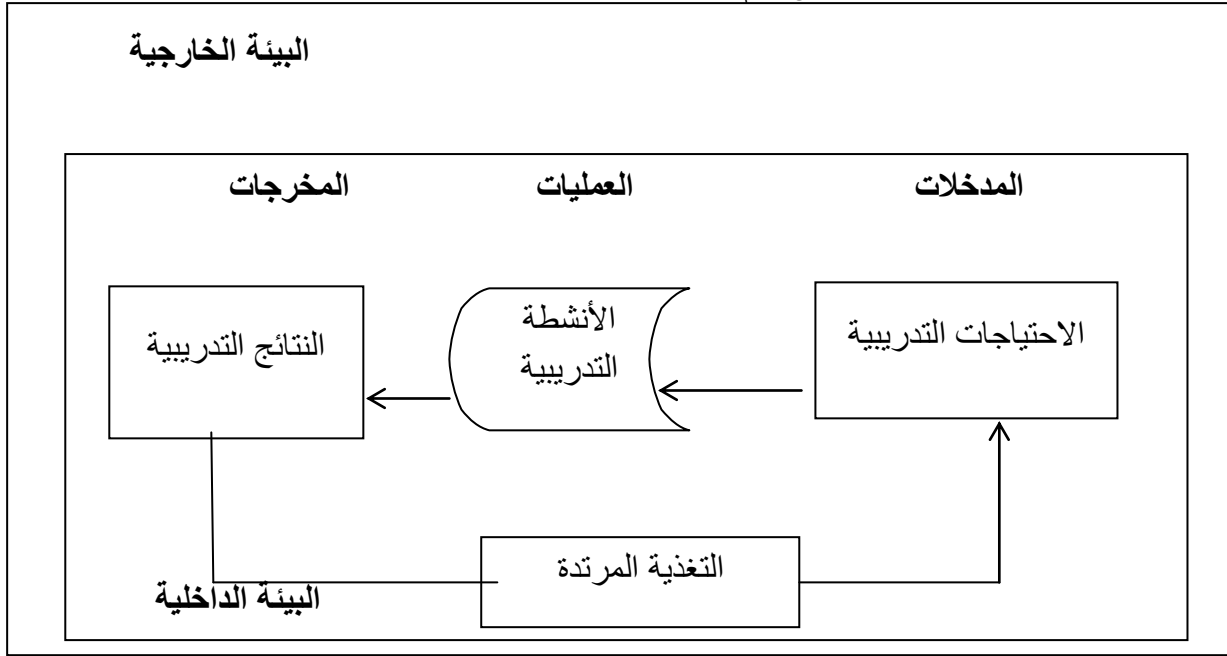 البيئة الخارجية
المدخلات العمليات المخرجات
الاحتياجات التدريبية
الأنشطة
التدريبية
النتائج التدريبية
التغذية المرتدة
البيئة الداخلية